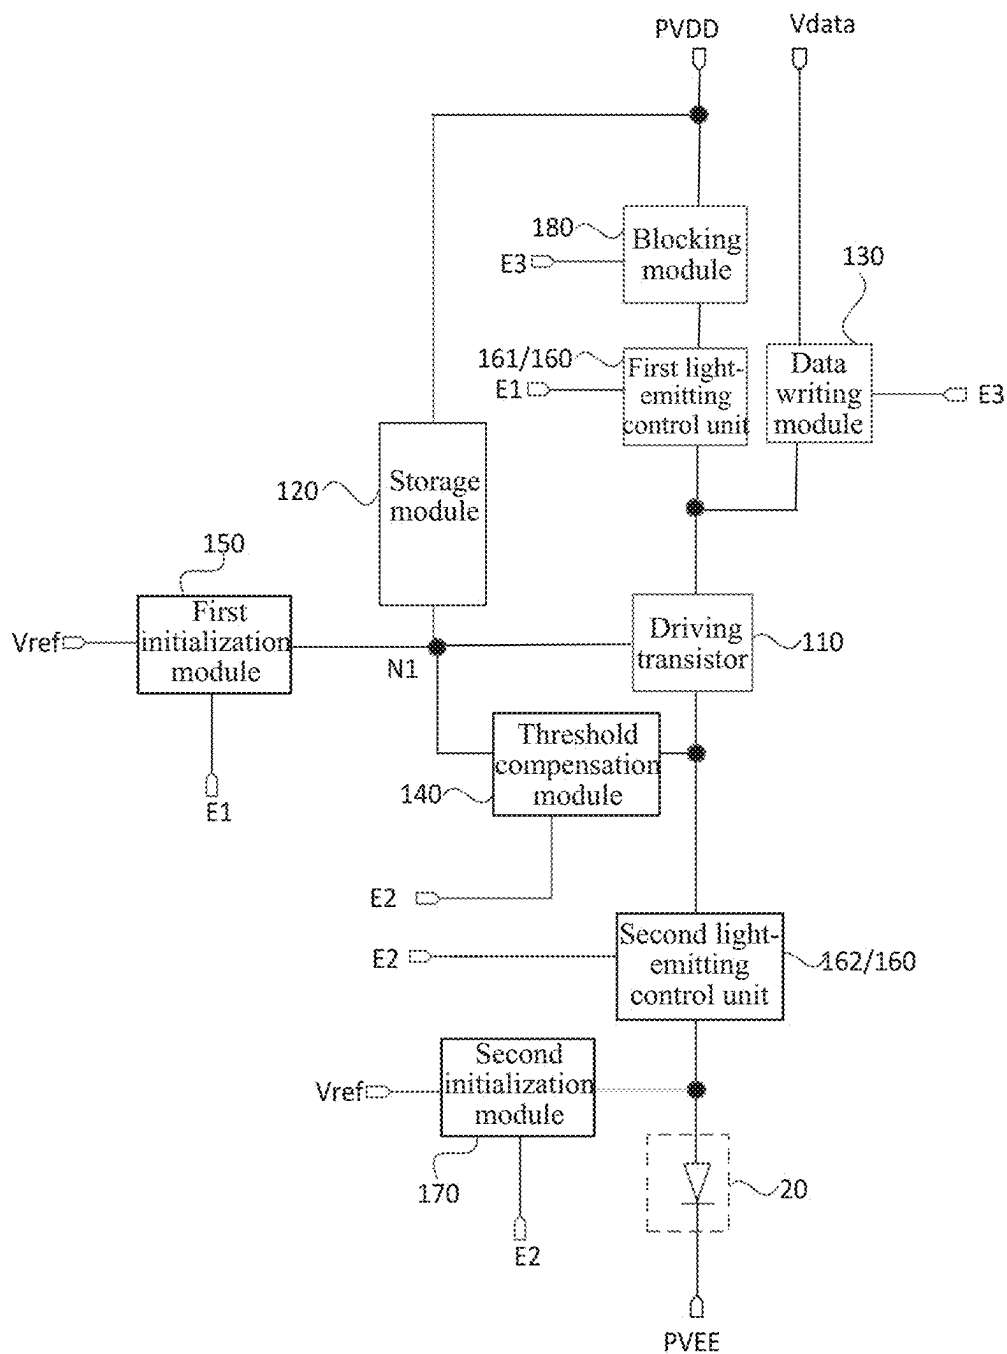 PVDD
Vdata
180
Blocking
module
E3
130
161/160
First light-
emitting
control unit
E1
Data
writing
module
E3
120
Storage
module
150
First
initialization
module
Vref
N1
Driving
transistor
110
E1
Threshold
compensation
module
140
E2
E2
Second light-
emitting
control unit
162/160
Vref
Second
initialization
module
170
20
E2
PVEE